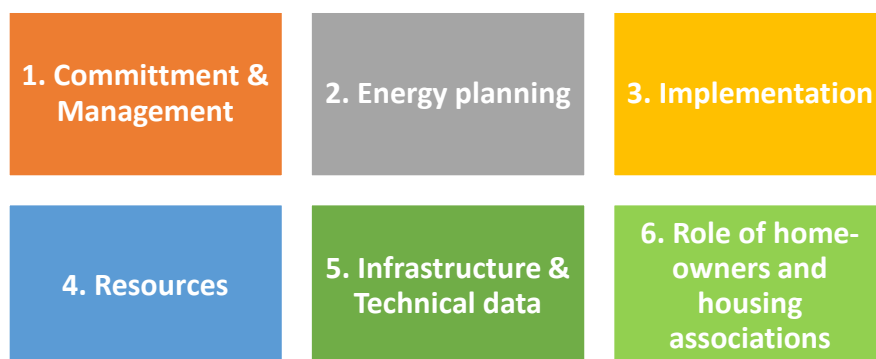 1. Committment &
Management
2. Energy planning
3. Implementation
4. Resources
5. Infrastructure &
Technical data
6. Role of home-
owners and
housing
associations